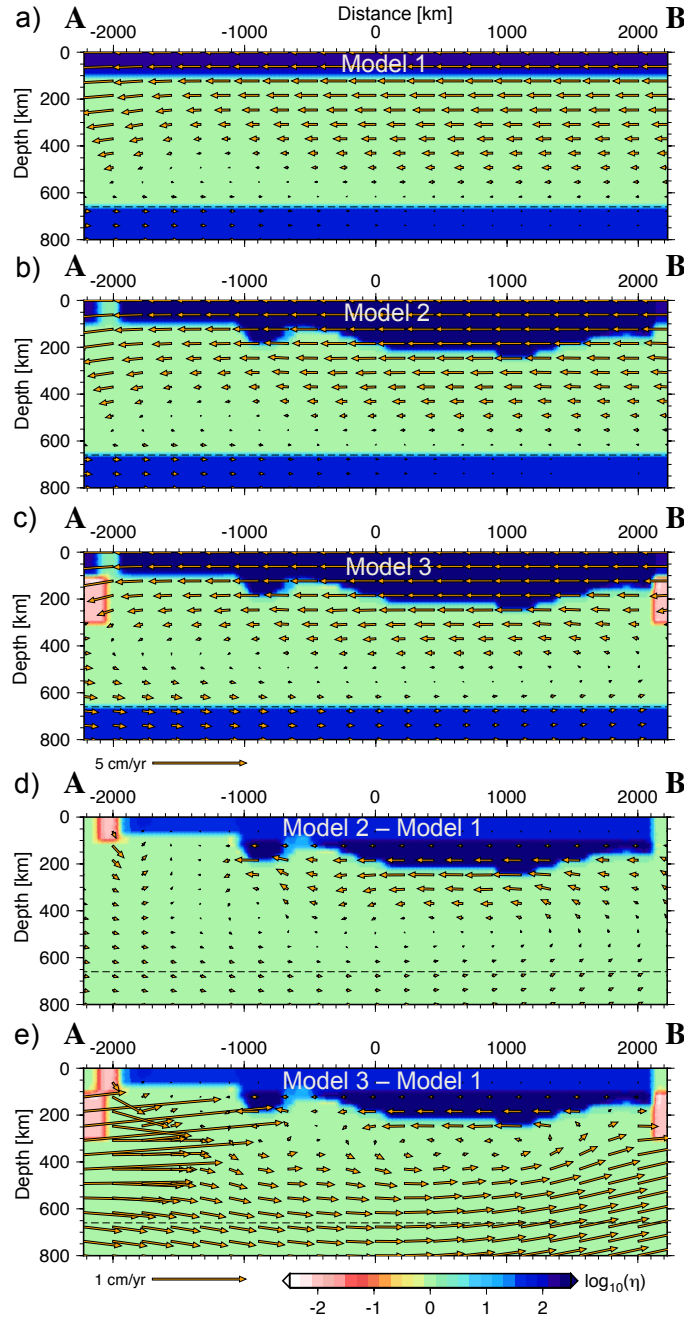 a) A Distance [km] B
-2000 -1000 0 1000 2000
Model 1
Depth [km]
0
200
400
600
800
b) A B
-2000 -1000 0 1000 2000
Model 2
Depth [km]
0
200
400
600
800
c) A B
-2000 -1000 0 1000 2000
Model 3
Depth [km]
0
200
400
600
800
5 cm/yr
d) A B
-2000 -1000 0 1000 2000
Model 2 – Model 1
Depth [km]
0
200
400
600
800
e) A B
-2000 -1000 0 1000 2000
Model 3 – Model 1
Depth [km]
0
200
400
600
800
1 cm/yr
log10(η)
-2 -1 0 1 2